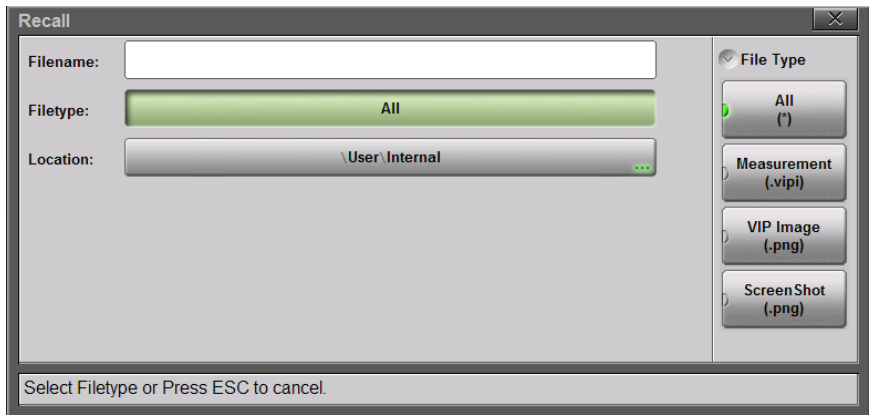 Recall
Filename:
Filetype:
All
Location:
\User\Internal
...
File Type
All
(*)
Measurement
(.vipi)
VIP Image
(.png)
ScreenShot
(.png)
Select Filetype or Press ESC to cancel.